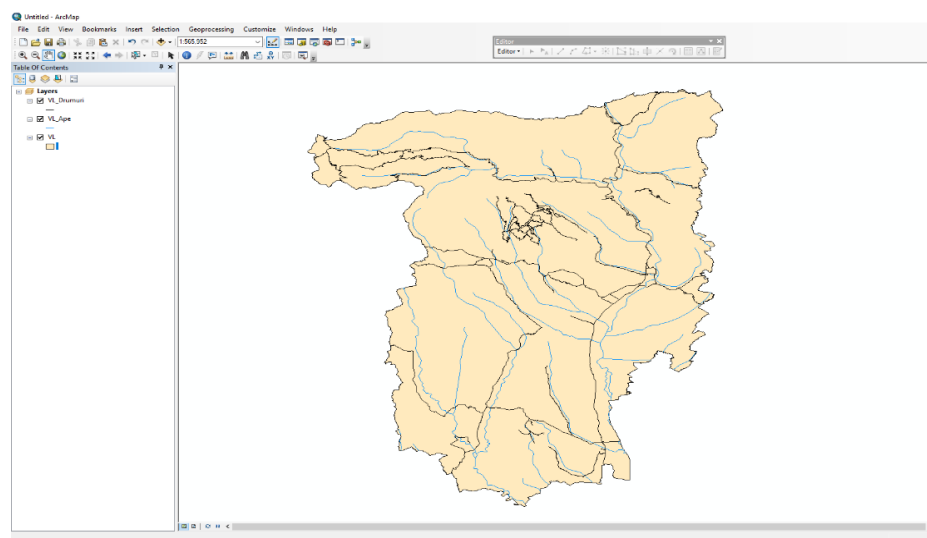 Untitled - ArcMap
File Edit View Bookmarks Insert Selection Geoprocessing Customize Windows Help
1:565.952
Editor
Editor
Table Of Contents
Layers
VL_Drumuri
VL_Ape
VL